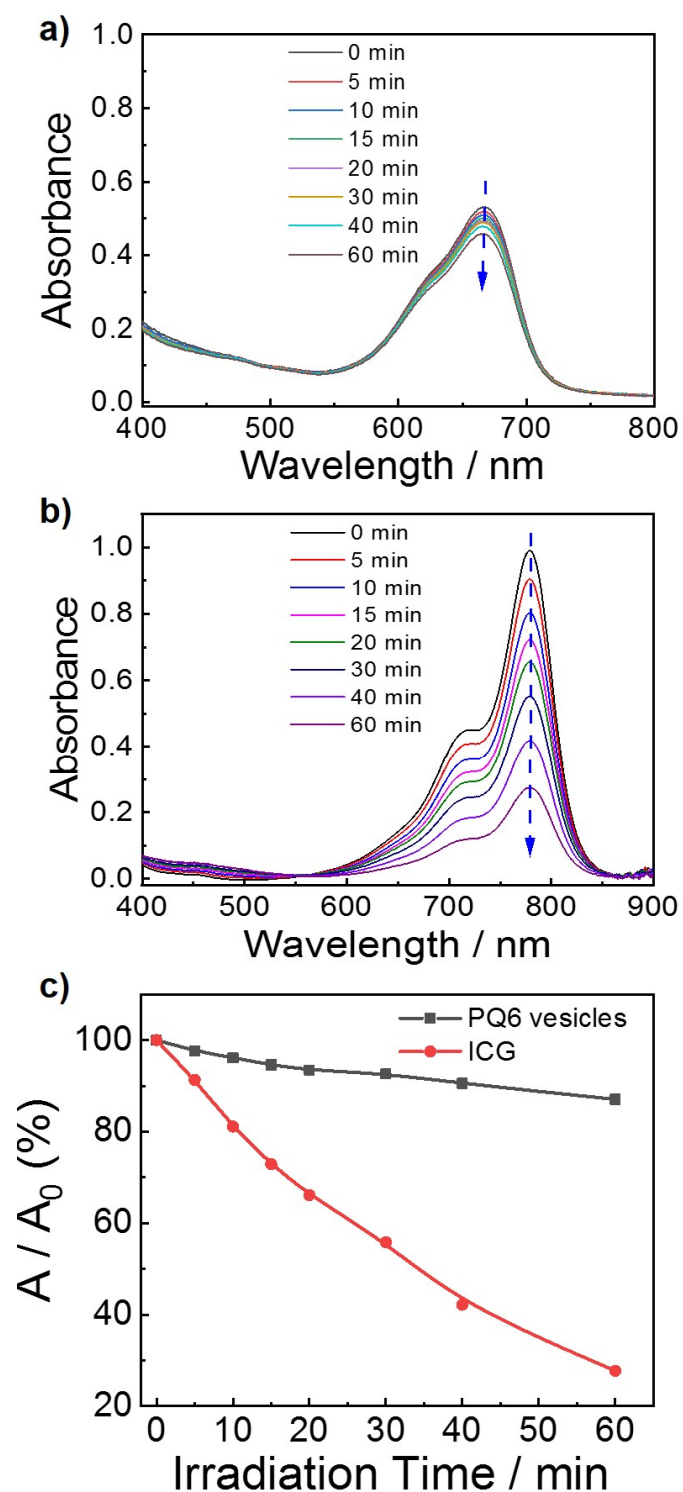 a)
0 min
5 min
10 min
15 min
20 min
30 min
40 min
60 min
1.0
0.8
0.6
0.4
0.2
0.0
Absorbance
400 500 600 700 800
Wavelength / nm
b)
0 min
5 min
10 min
15 min
20 min
30 min
40 min
60 min
1.0
0.8
0.6
0.4
0.2
0.0
Absorbance
400 500 600 700 800 900
Wavelength / nm
c)
PQ6 vesicles
ICG
100
80
60
40
20
A / A₀ (%)
0 10 20 30 40 50 60
Irradiation Time / min